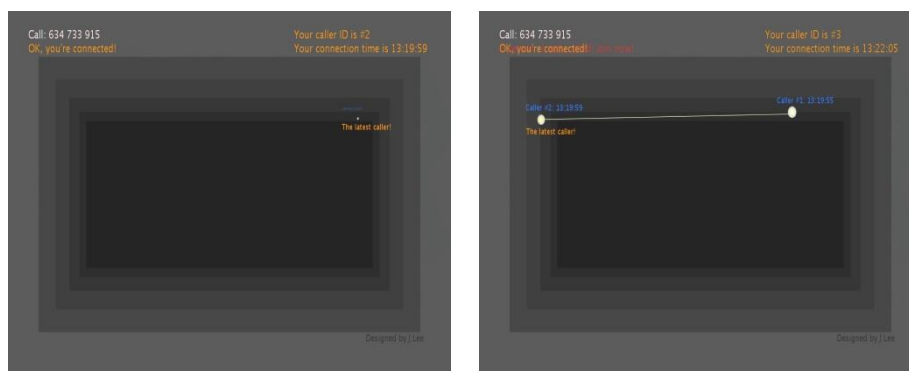 Call: 634 733 915
OK, you're connected!
Your caller ID is #2
Your connection time is 13:19:59
The latest caller!
Designed by J Lee
Call: 634 733 915
OK, you're connected! now!
Your caller ID is #3
Your connection time is 13:22:05
Caller #2: 13:19:59
Caller #1: 13:19:55
The latest caller!
Designed by J Lee